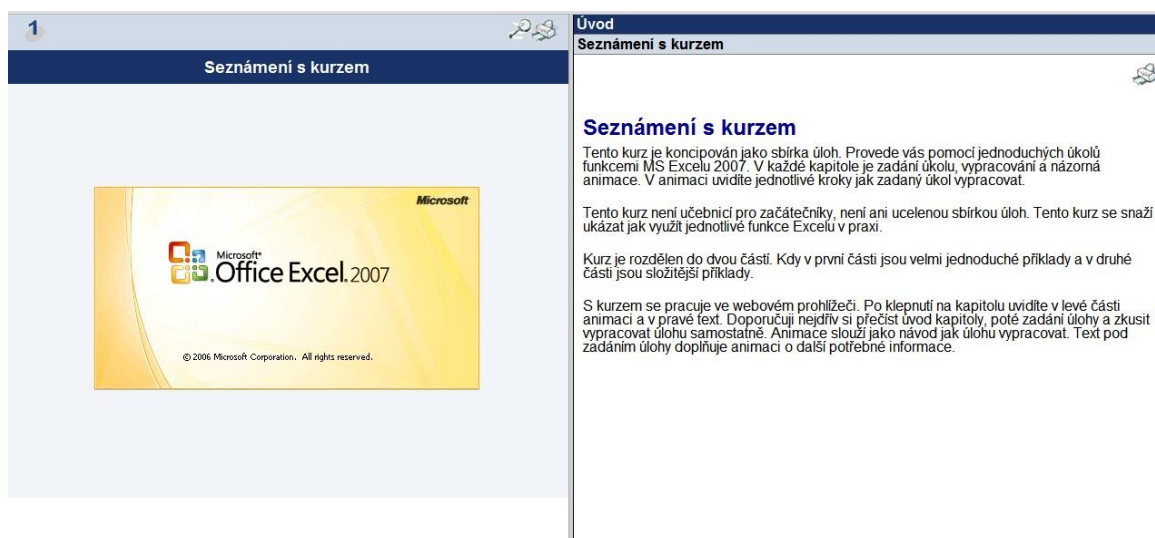 1
Seznámení s kurzem
Microsoft
Microsoft®
Office Excel 2007
© 2006 Microsoft Corporation. All rights reserved.
Úvod
Seznámení s kurzem
Seznámení s kurzem
Tento kurz je koncipován jako sbírka úloh. Provede vás pomocí jednoduchých úkolů
funkcemi MS Excelu 2007. V každé kapitole je zadání úkolu, vypracování a názorná
animace. V animaci uvidíte jednotlivé kroky jak zadaný úkol vypracovat.
Tento kurz není učebnicí pro začátečníky, není ani ucelenou sbírkou úloh. Tento kurz se snaží
ukázat jak využít jednotlivé funkce Excelu v praxi.
Kurz je rozdělen do dvou částí. Kdy v první části jsou velmi jednoduché příklady a v druhé
části jsou složitější příklady.
S kurzem se pracuje ve webovém prohlížeči. Po klepnutí na kapitolu uvidíte v levé části
animaci a v pravé text. Doporučuji nejdřív si přečíst úvod kapitoly, poté zadání úlohy a zkusit
vypracovat úlohu samostatně. Animace slouží jako návod jak úlohu vypracovat. Text pod
zadáním úlohy doplňuje animaci o další potřebné informace.